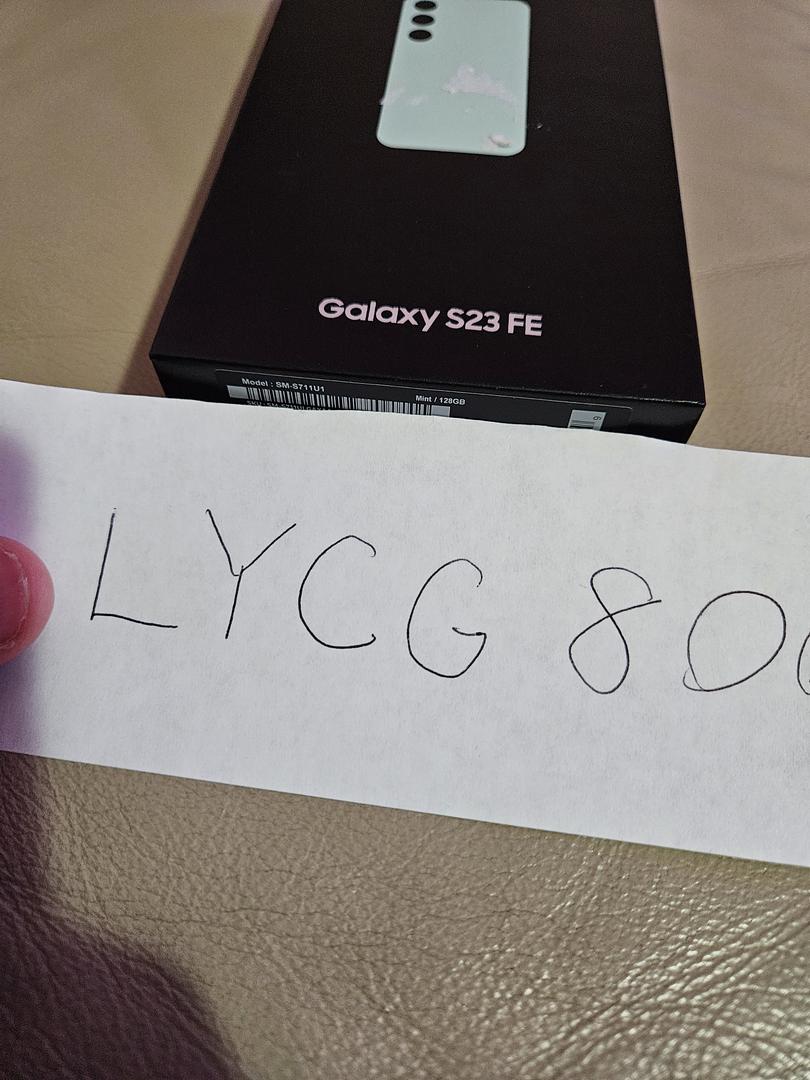 Galaxy S23 FE
Model : SM-S711U1
Mint / 128GB
LYCG 80